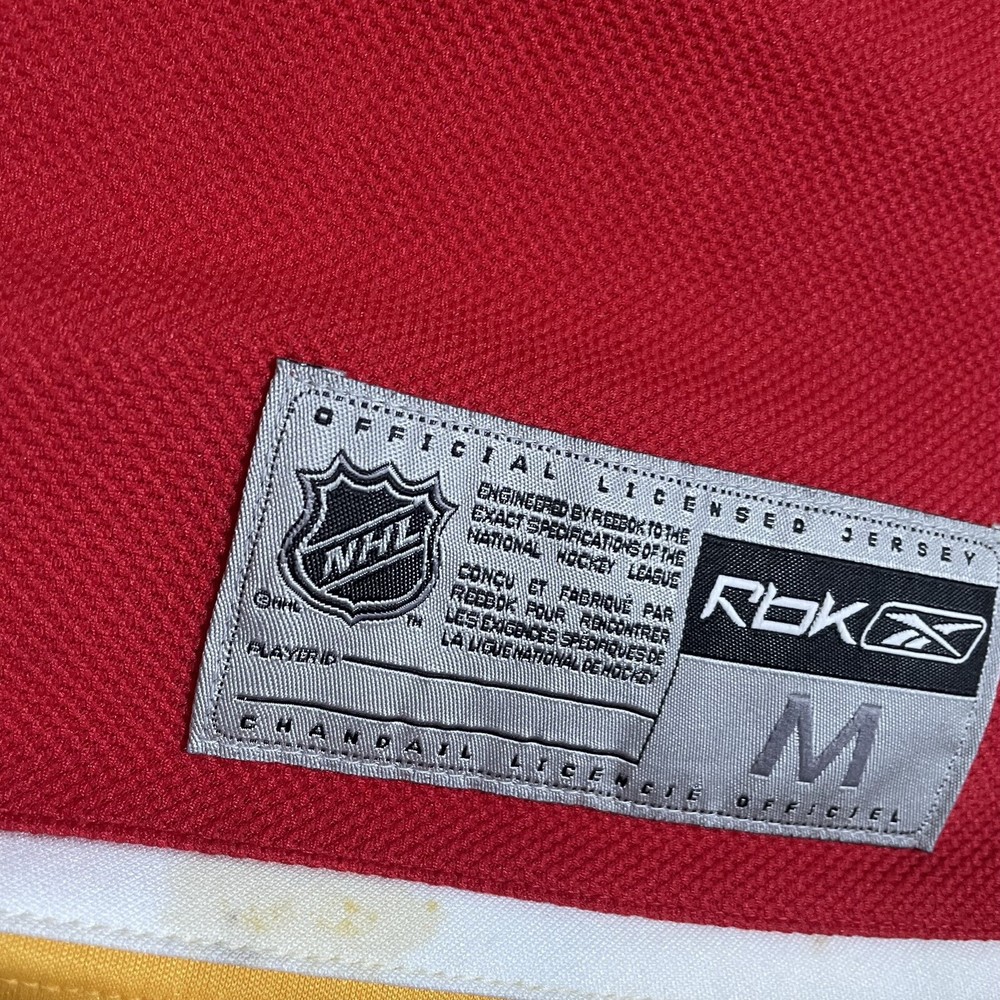 OFFICIAL LICENSED JERSEY
NHL
©NHL
™
ENGINEERED BY REEBOK TO THE
EXACT SPECIFICATIONS OF THE
NATIONAL HOCKEY LEAGUE
CONÇU ET FABRIQUÉ PAR
REEBOK POUR RENCONTRER
LES EXIGENCES SPÉCIFIQUES DE
LA LIGUE NATIONAL DE HOCKEY
PLAYER ID
Rbk
M
CHANDAIL LICENCIE OFFICIEL